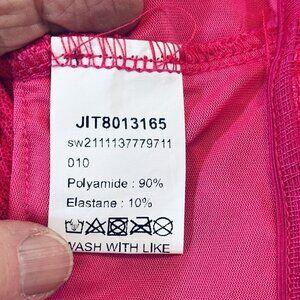 JIT8013165
sw2111137779711
010
Polyamide : 90%
Elastane : 10%
WASH WITH LIKE